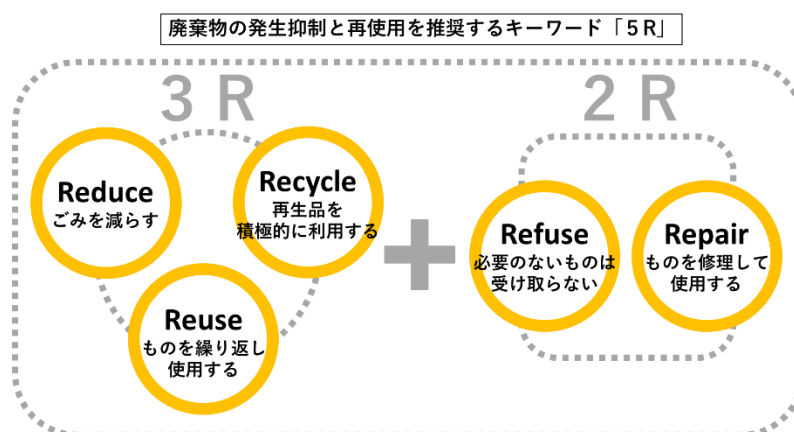 廃棄物の発生抑制と再使用を推奨するキーワード「５R」
３R
２R
Reduce
ごみを減らす
Recycle
再生品を
積極的に利用する
Reuse
ものを繰り返し
使用する
+
Refuse
必要のないものは
受け取らない
Repair
ものを修理して
使用する